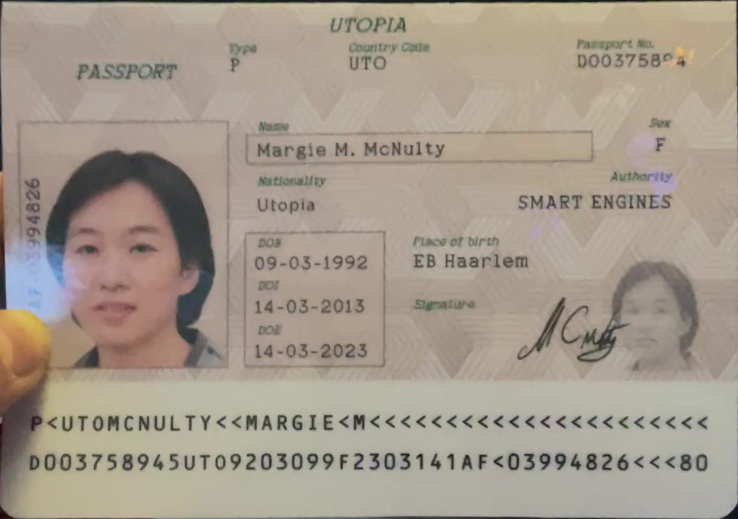 UTOPIA
Type Country Code Passport No.
PASSPORT P UTO D00375894
Name Sex
Margie M. McNulty F
Nationality Authority
Utopia SMART ENGINES
AF<03994826
DOB Place of birth
09-03-1992 EB Haarlem
DOI
14-03-2013 Signature
DOE
14-03-2023 McNulty
P<UTOMCNULTY<<MARGIE<M<<<<<<<<<<<<<<<<<<<<<<
D003758945UTO9203099F2303141AF<03994826<<<80